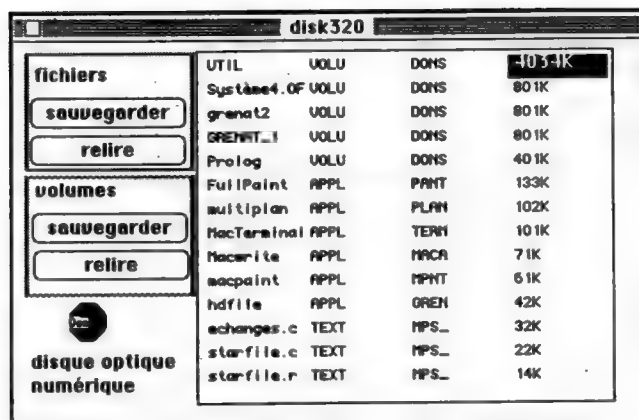 disk320
fichiers
sauvegarder
relire
volumes
sauvegarder
relire
disque optique
numérique
UTIL VOLU DONS 4034K
Système4.0F VOLU DONS 801K
grenat2 VOLU DONS 801K
GRENAT_1 VOLU DONS 801K
Prolog VOLU DONS 401K
FullPaint APPL PANT 133K
multiplan APPL PLAN 102K
MacTerminal APPL TERM 101K
Macwrite APPL MACA 71K
macpaint APPL MPNT 61K
hdfile APPL GREN 42K
echanges.c TEXT MPS_ 32K
starfile.c TEXT MPS_ 22K
starfile.r TEXT MPS_ 14K